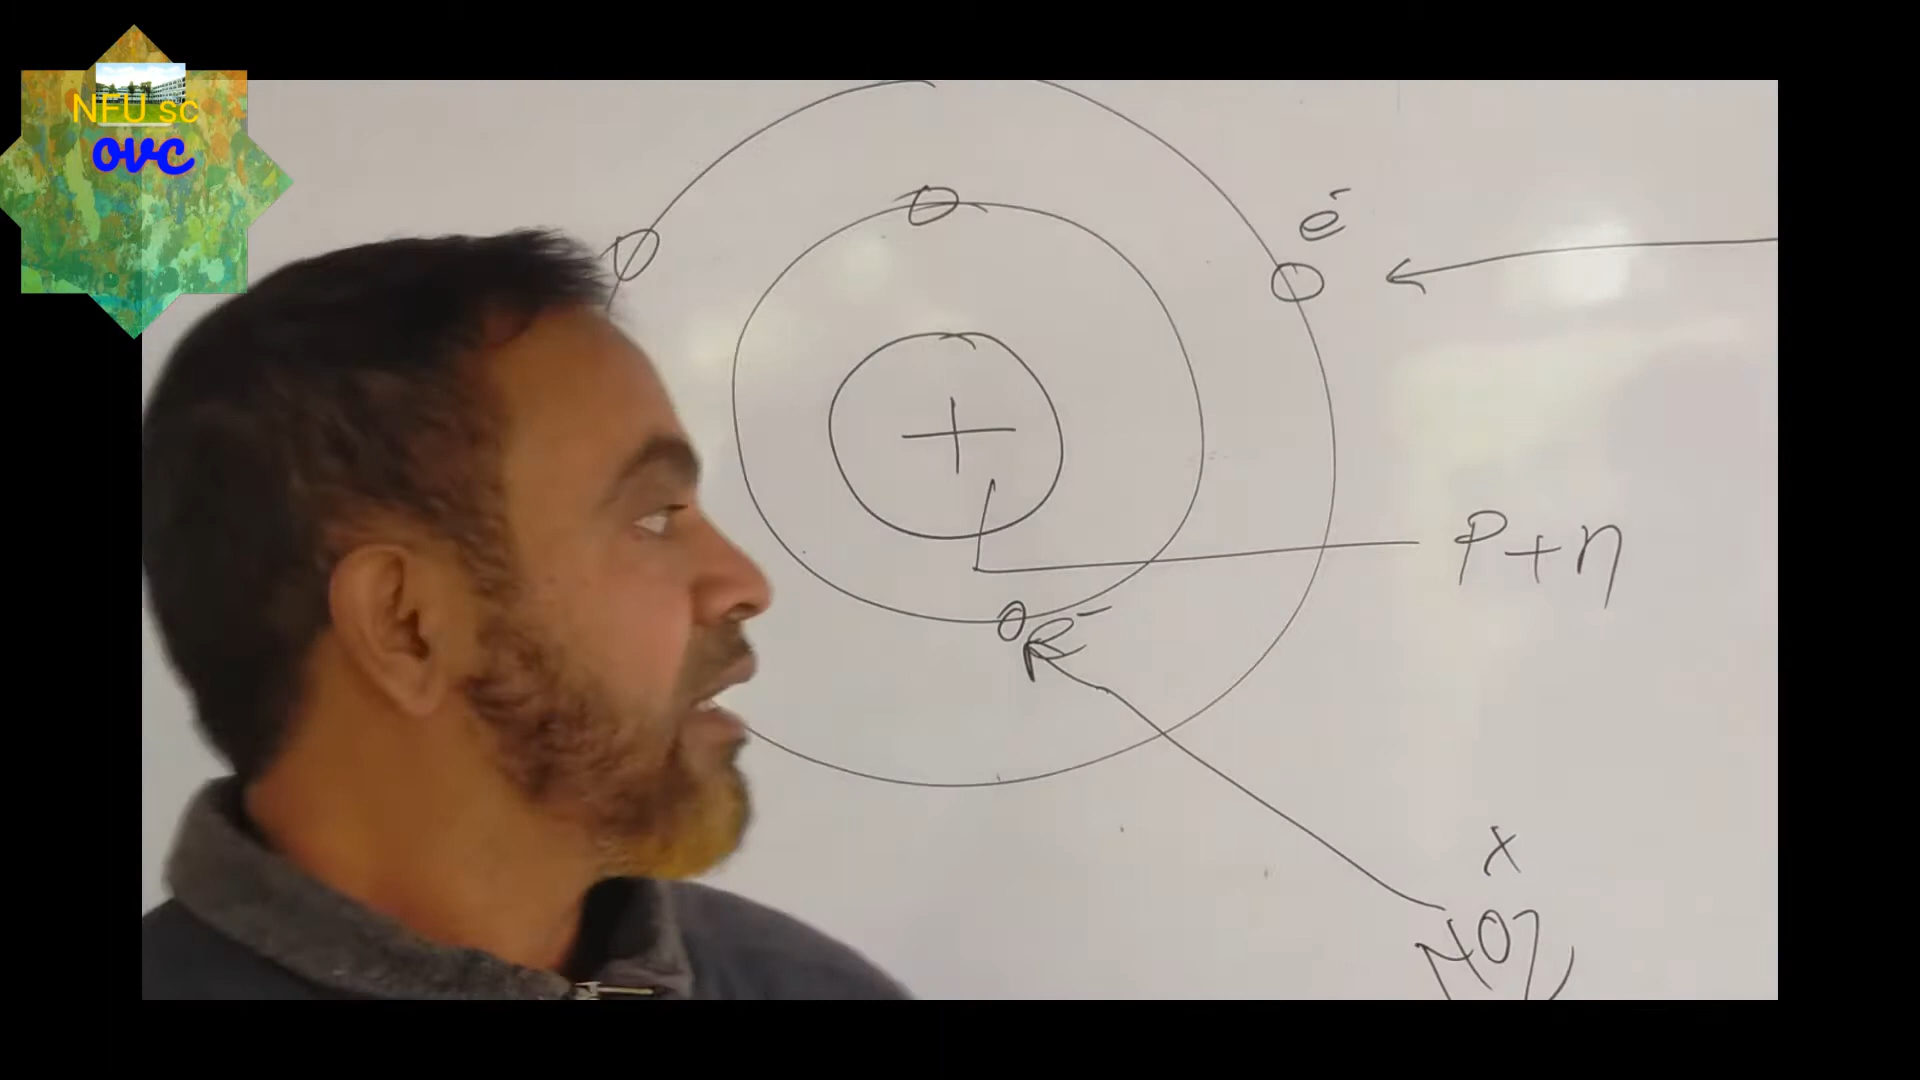 NFU sc
ovc
e⁻
P+n
e⁻
x